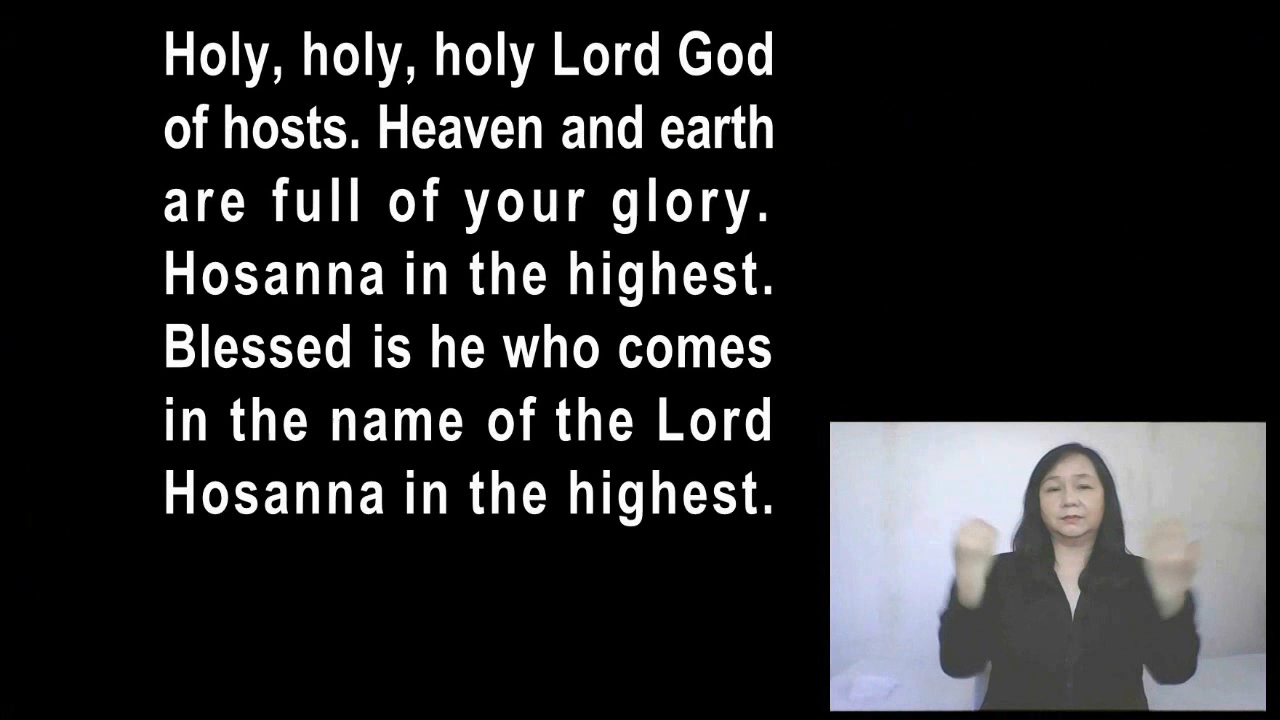 Holy, holy, holy Lord God
of hosts. Heaven and earth
are full of your glory.
Hosanna in the highest.
Blessed is he who comes
in the name of the Lord
Hosanna in the highest.